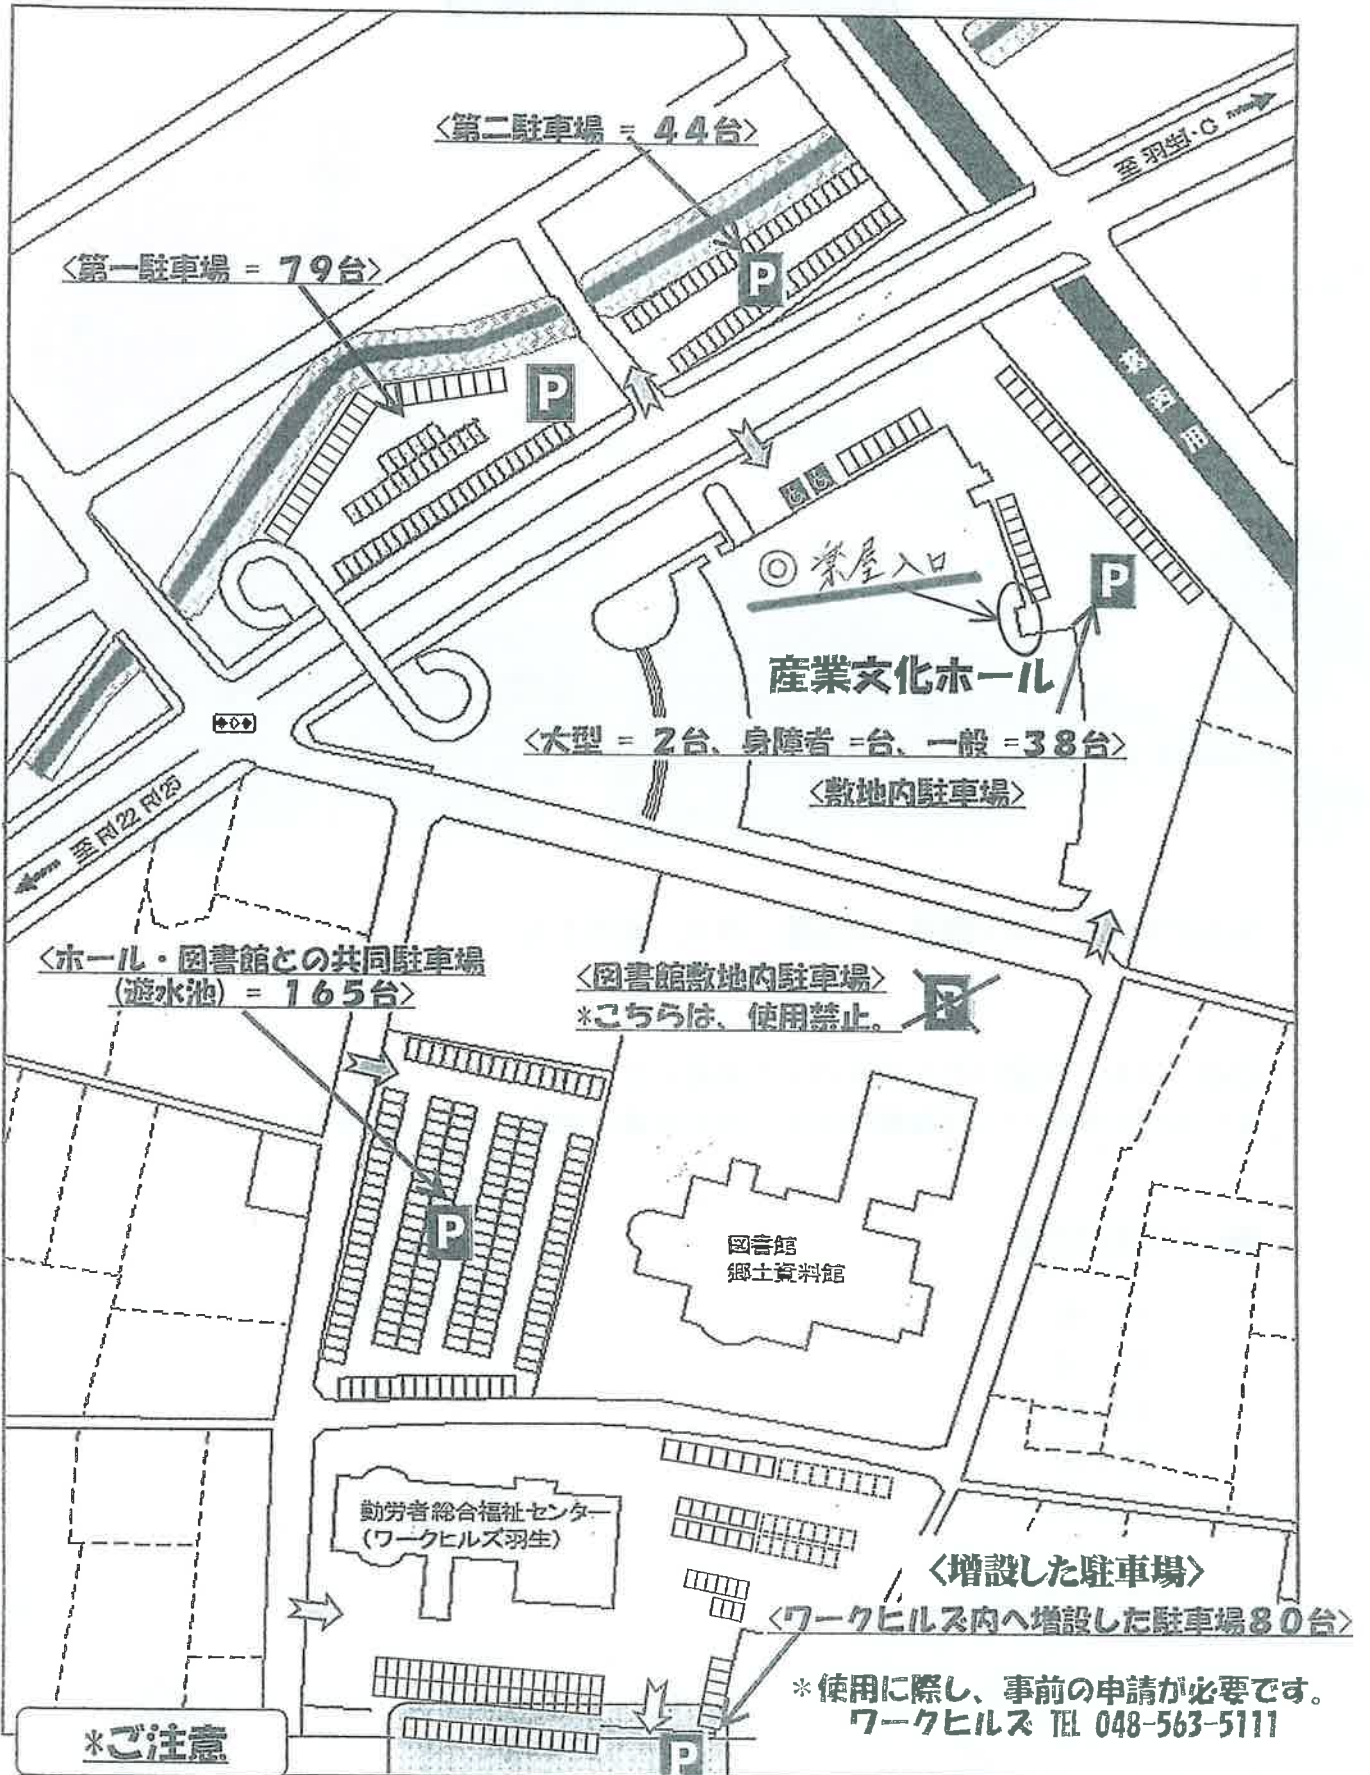 <第二駐車場 = 44台>
至 羽生I・C
<第一駐車場 = 79台>
P
P
葛西用
◎ 楽屋入口
P
産業文化ホール
<大型 = 2台、身障者 =台、一般 =38台>
<敷地内駐車場>
至 R122 R125
<ホール・図書館との共同駐車場
(遊水池) = 165台>
<図書館敷地内駐車場>
*こちらは、使用禁止。
P
P
図書館
郷土資料館
勤労者総合福祉センター
(ワークヒルズ羽生)
<増設した駐車場>
<ワークヒルズ内へ増設した駐車場80台>
*使用に際し、事前の申請が必要です。
ワークヒルズ TEL 048-563-5111
*ご注意
P